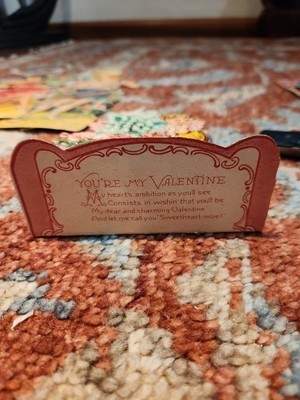 YOU'RE MY VALENTINE
My heart's ambition as you'll see
Consists in wishin' that you'll be
My dear and charming Valentine
And let me call you "Sweetheart mine"!